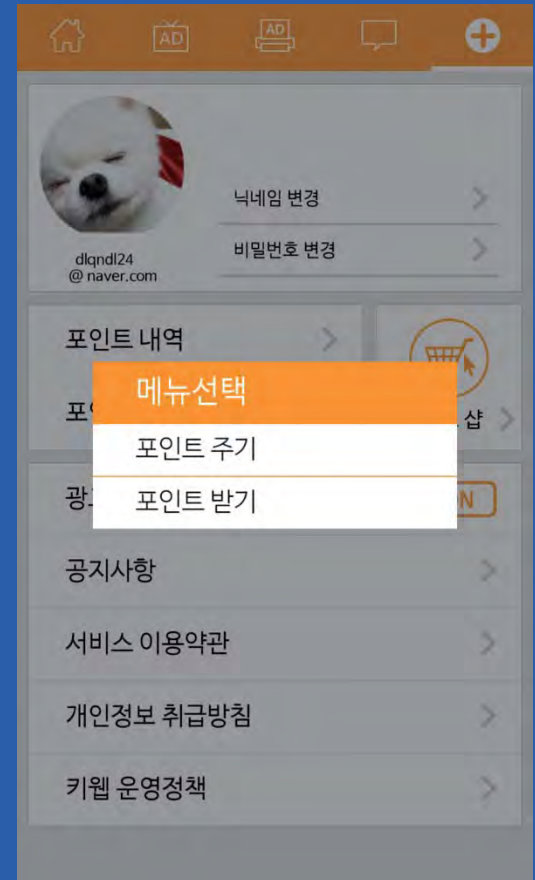 AD
AD
닉네임 변경
비밀번호 변경
dlqndl24
@ naver.com
포인트 내역
메뉴선택
샵
포인트 주기
포인트 받기
공지사항
서비스 이용약관
개인정보 취급방침
키웹 운영정책